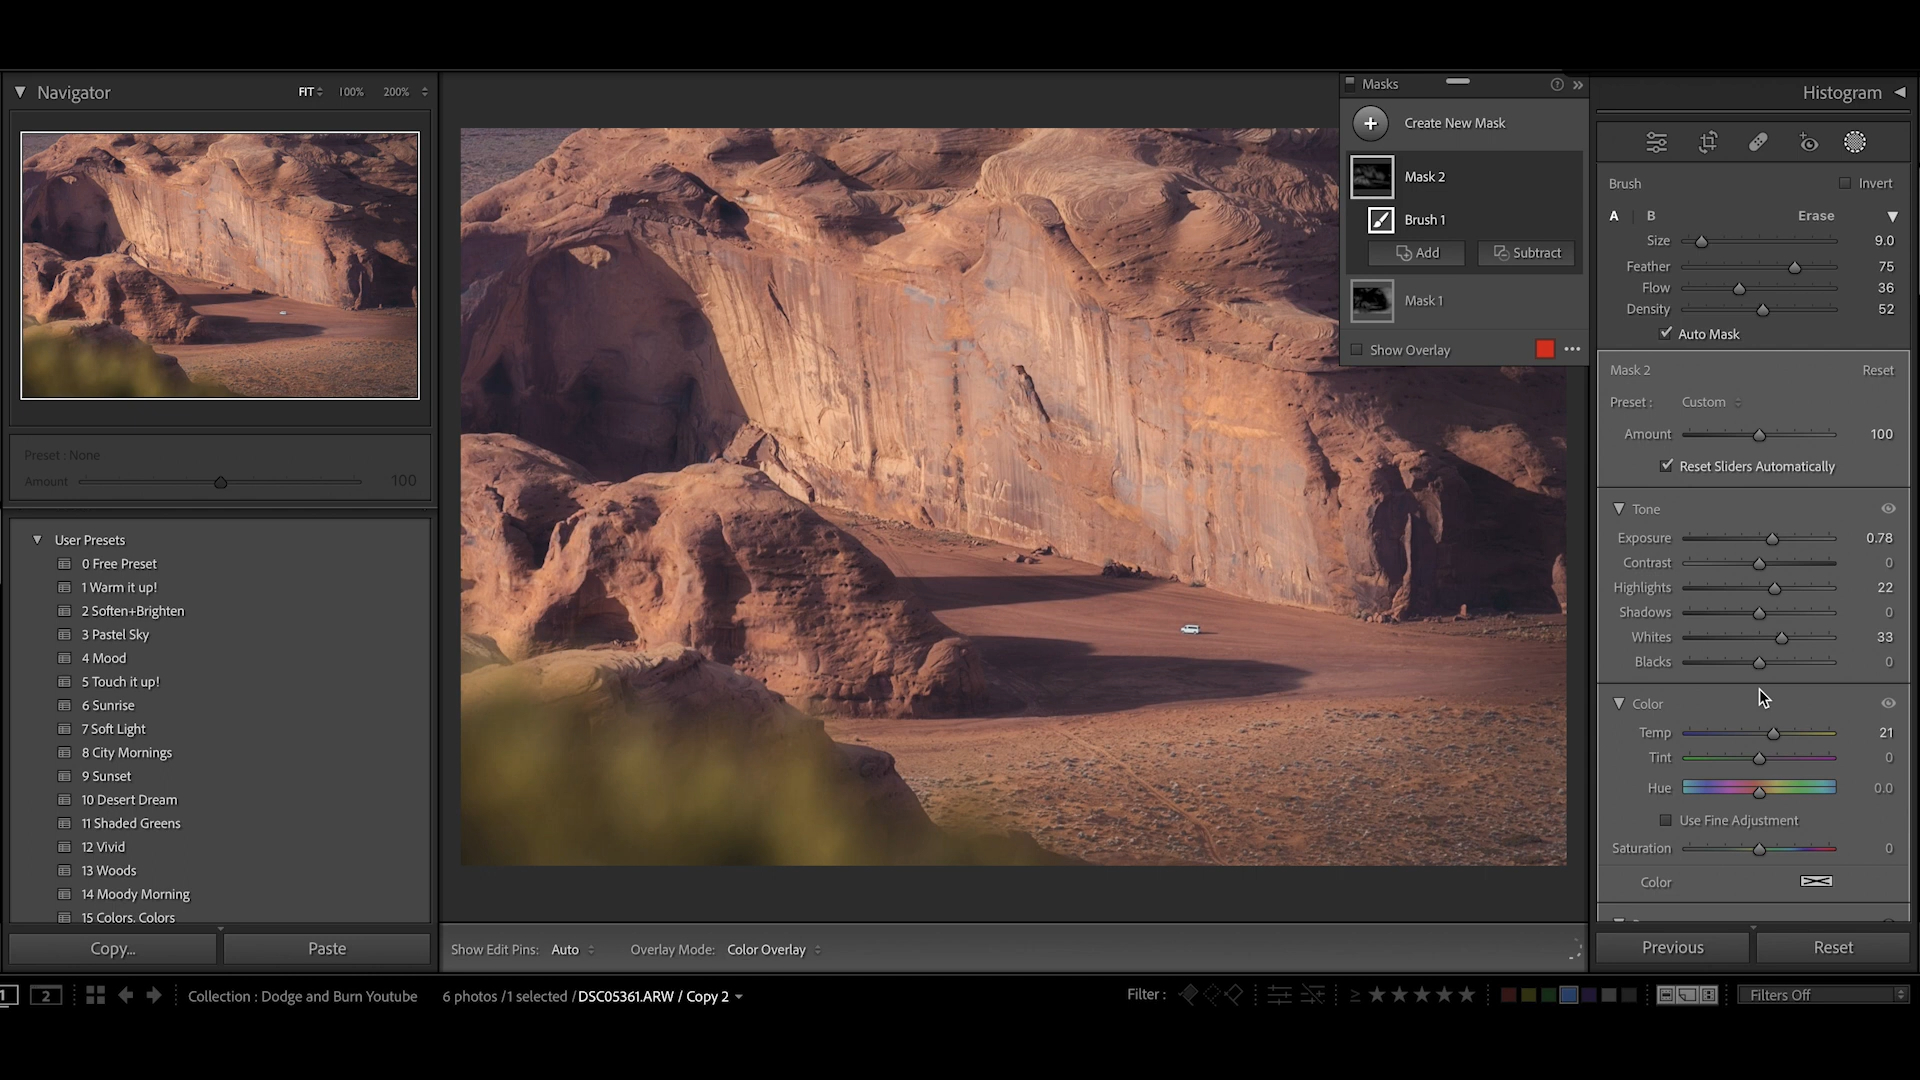 Navigator FIT 100% 200%
Preset : None
Amount 100
User Presets
0 Free Preset
1 Warm it up!
2 Soften+Brighten
3 Pastel Sky
4 Mood
5 Touch it up!
6 Sunrise
7 Soft Light
8 City Mornings
9 Sunset
10 Desert Dream
11 Shaded Greens
12 Vivid
13 Woods
14 Moody Morning
15 Colors. Colors
Copy... Paste
Masks
Create New Mask
Mask 2
Brush 1
Add Subtract
Mask 1
Show Overlay
Show Edit Pins: Auto Overlay Mode: Color Overlay
Histogram
Brush Invert
A B Erase
Size 9.0
Feather 75
Flow 36
Density 52
Auto Mask
Mask 2 Reset
Preset : Custom
Amount 100
Reset Sliders Automatically
Tone
Exposure 0.78
Contrast 0
Highlights 22
Shadows 0
Whites 33
Blacks 0
Color
Temp 21
Tint 0
Hue 0.0
Use Fine Adjustment
Saturation 0
Color
Previous Reset
1 2 Collection : Dodge and Burn Youtube 6 photos /1 selected /DSC05361.ARW / Copy 2 Filter : ≥ Filters Off